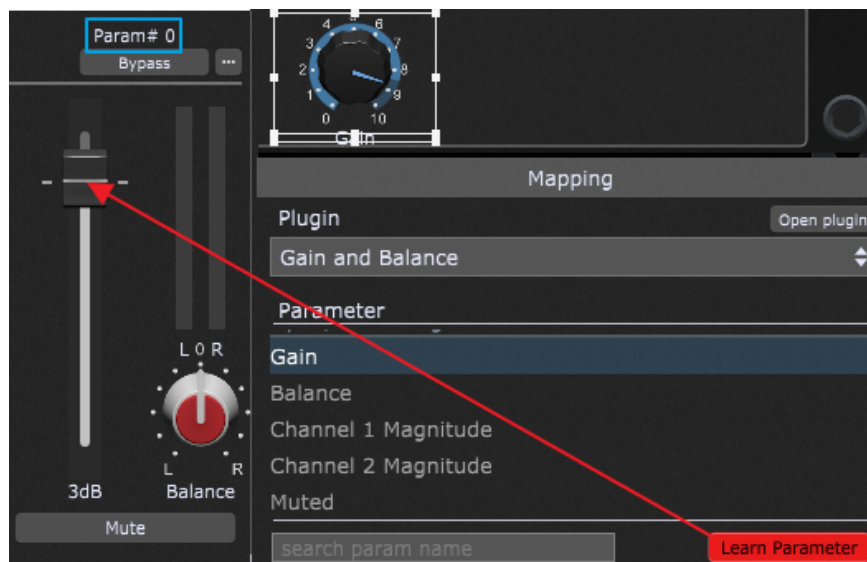 Param# 0
Bypass
...
L 0 R
L R
3dB
Balance
Mute
0 1 2 3 4 5 6 7 8 9 10
Gain
Mapping
Plugin
Open plugin
Gain and Balance
Parameter
Gain
Balance
Channel 1 Magnitude
Channel 2 Magnitude
Muted
search param name
Learn Parameter